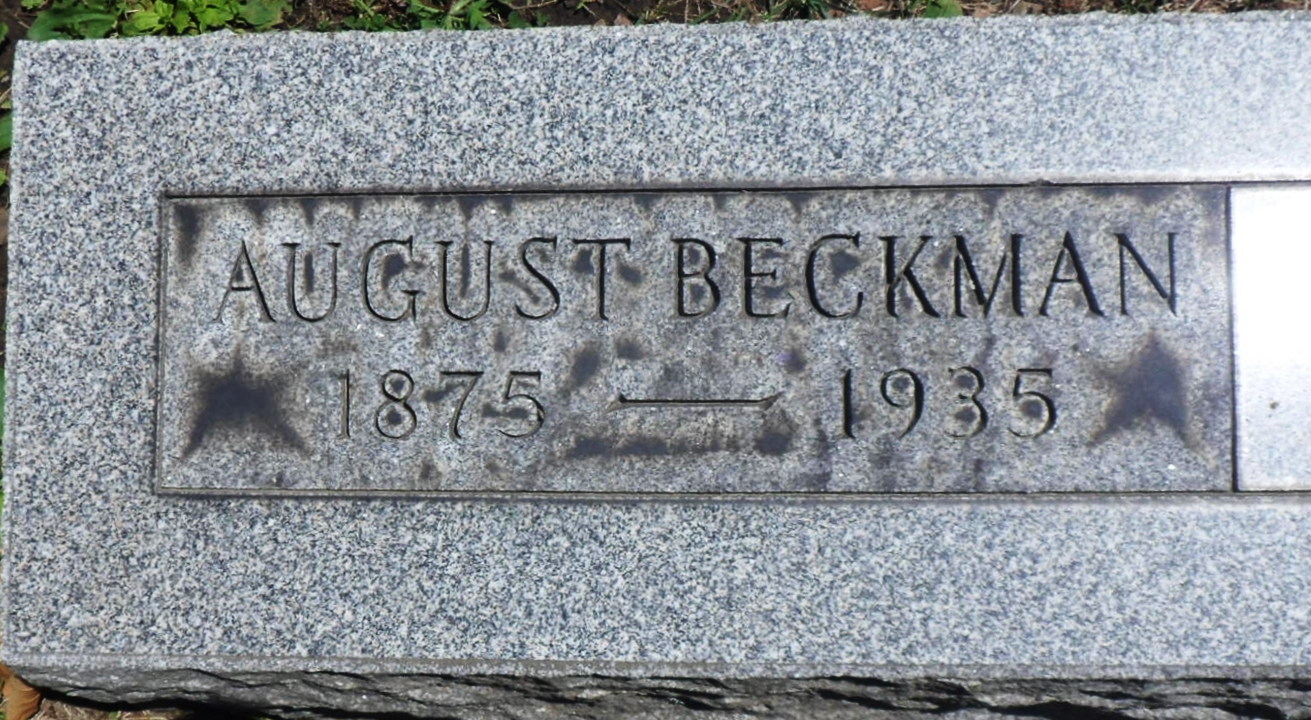 AUGUST BECKMAN
1875 — 1935